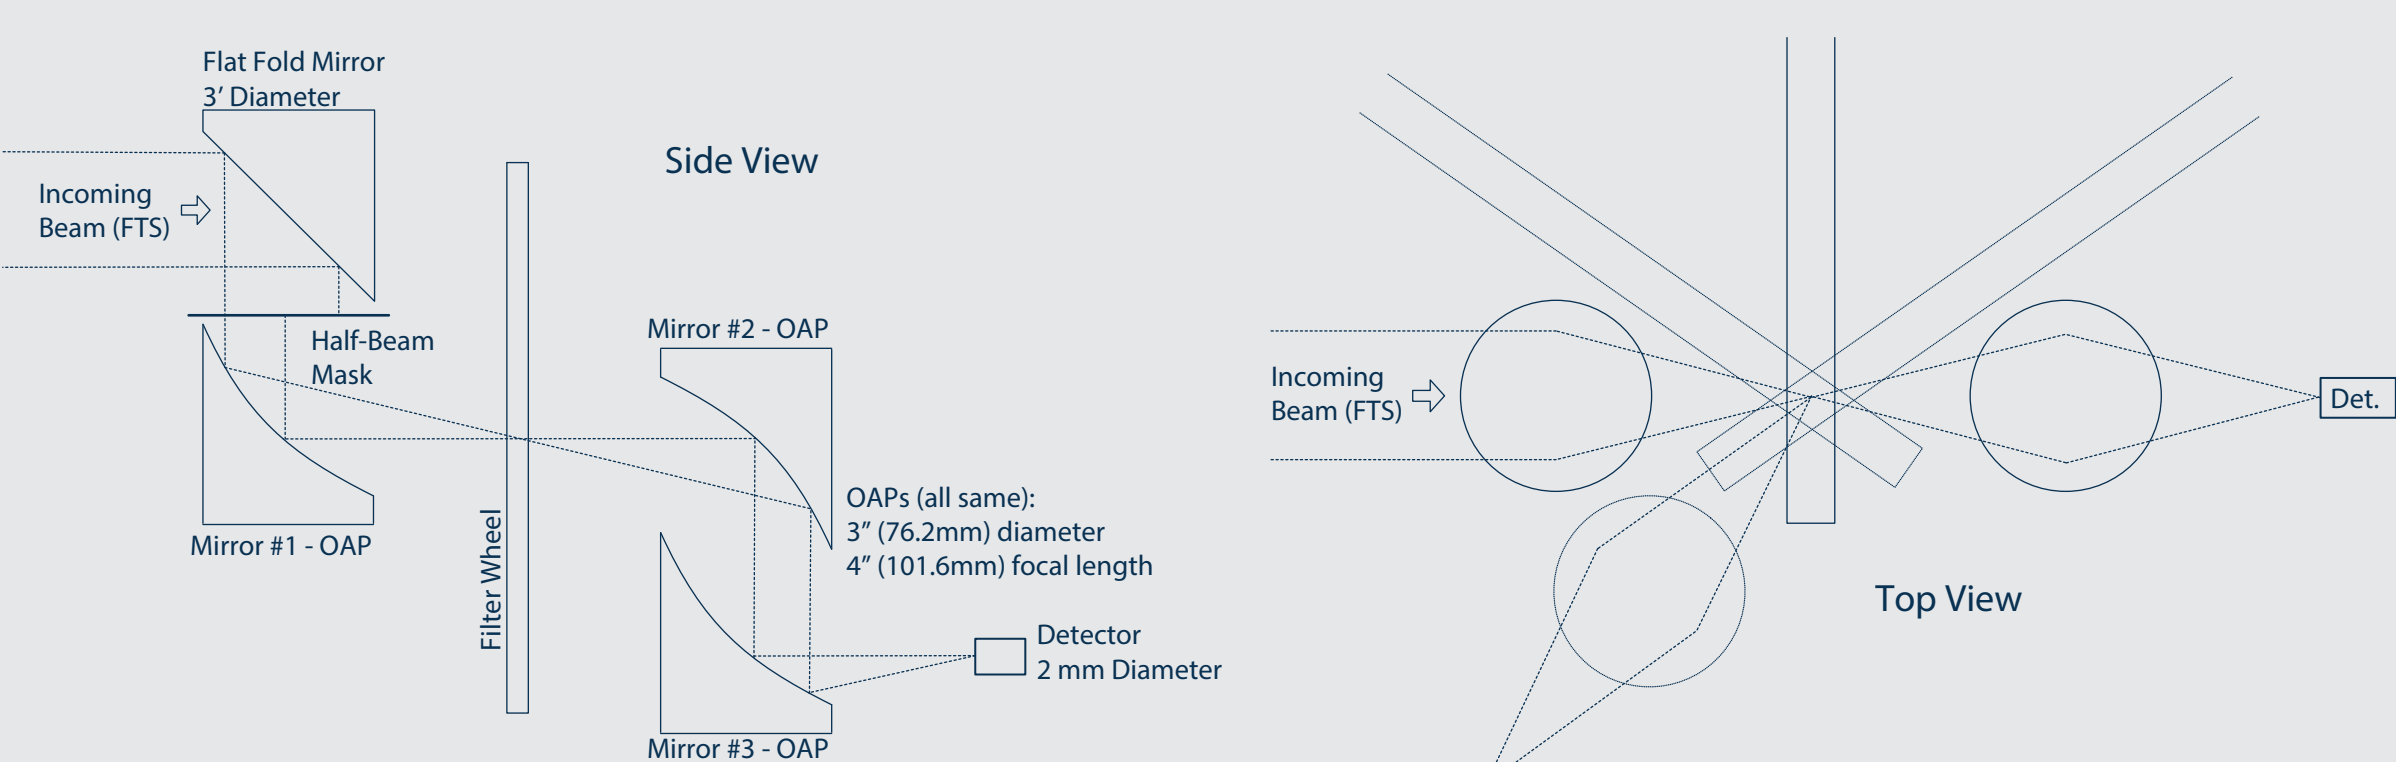 Flat Fold Mirror
3’ Diameter
Side View
Incoming
Beam (FTS)
Half-Beam
Mask
Mirror #1 - OAP
Filter Wheel
Mirror #2 - OAP
OAPs (all same):
3” (76.2mm) diameter
4” (101.6mm) focal length
Detector
2 mm Diameter
Mirror #3 - OAP
Incoming
Beam (FTS)
Det.
Top View